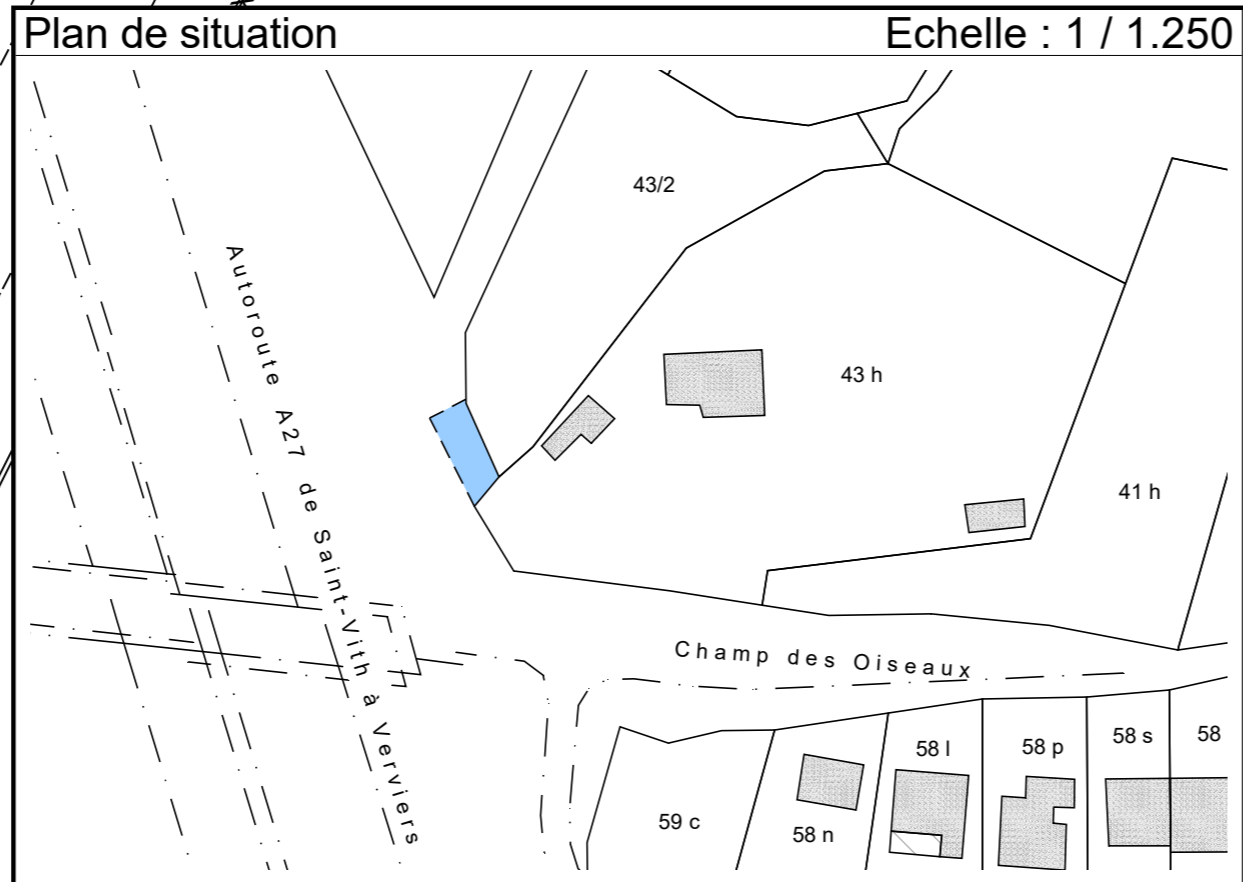 Plan de situation
Echelle : 1 / 1.250
43/2
Autoroute A27 de Saint-Vith à Verviers
43 h
41 h
Champ des Oiseaux
58 l
58 p
58 s
58
59 c
58 n